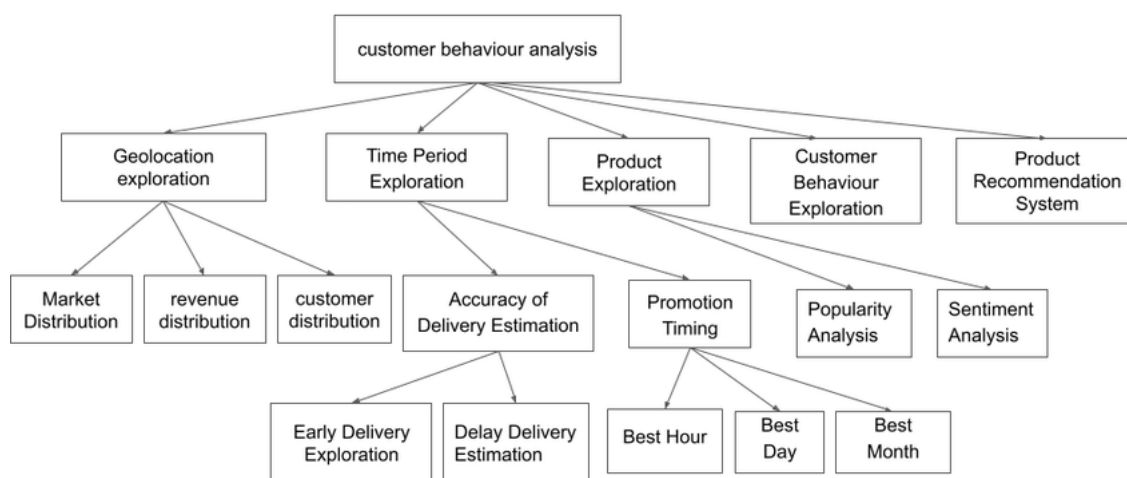 customer behaviour analysis
Geolocation
exploration
Time Period
Exploration
Product
Exploration
Customer
Behaviour
Exploration
Product
Recommendation
System
Market
Distribution
revenue
distribution
customer
distribution
Accuracy of
Delivery Estimation
Promotion
Timing
Popularity
Analysis
Sentiment
Analysis
Early Delivery
Exploration
Delay Delivery
Estimation
Best Hour
Best
Day
Best
Month